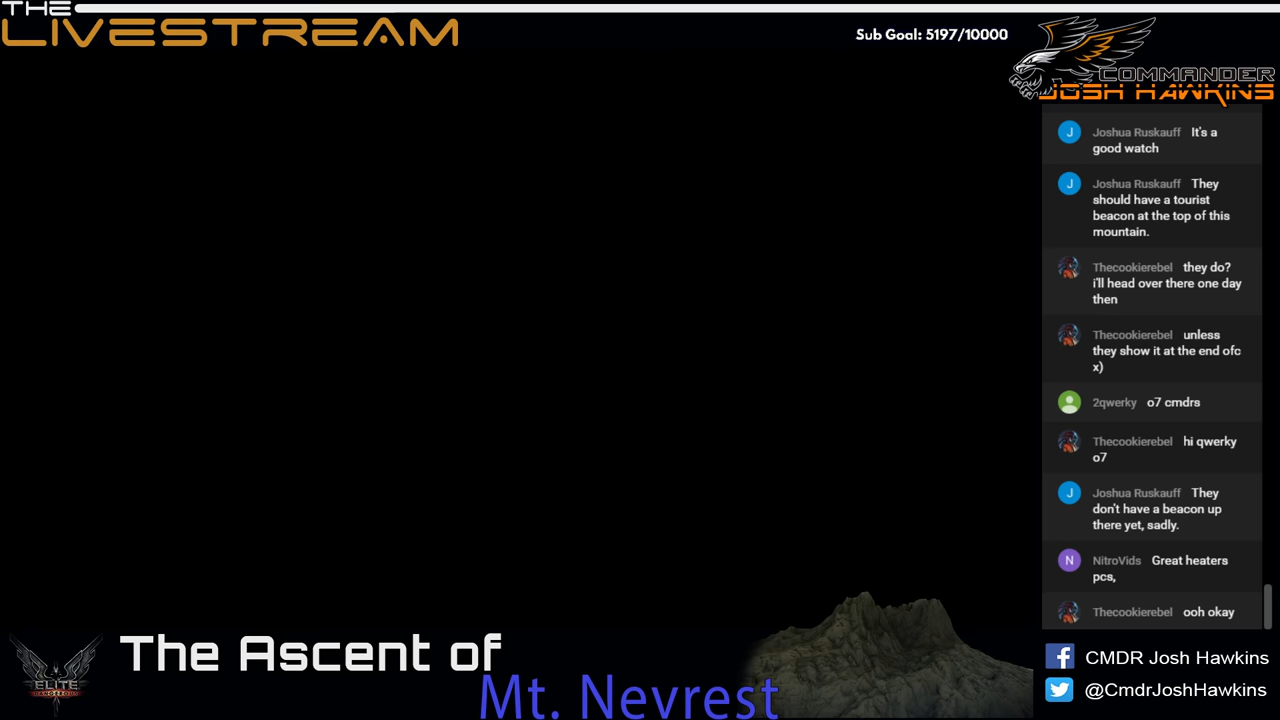 THE
LIVESTREAM
Sub Goal: 5197/10000
COMMANDER
JOSH HAWKINS
J
Joshua Ruskauff It's a
good watch
J
Joshua Ruskauff They
should have a tourist
beacon at the top of this
mountain.
Thecookierebel they do?
i'll head over there one day
then
Thecookierebel unless
they show it at the end ofc
x)
2qwerky o7 cmdrs
Thecookierebel hi qwerky
o7
J
Joshua Ruskauff They
don't have a beacon up
there yet, sadly.
N
NitroVids Great heaters
pcs,
Thecookierebel ooh okay
ELITE
DANGEROUS
The Ascent of
Mt. Nevrest
CMDR Josh Hawkins
@CmdrJoshHawkins